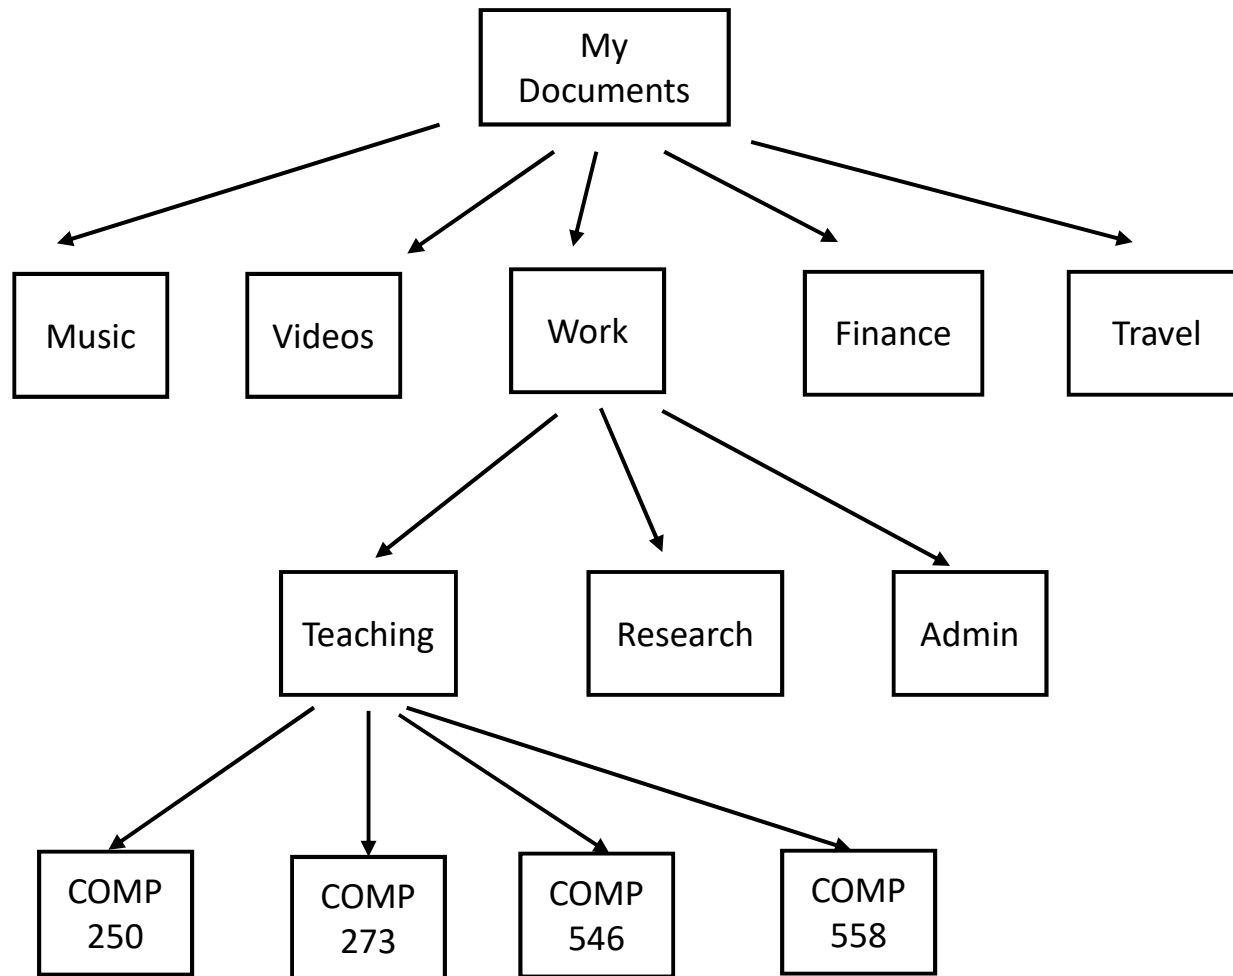 My
Documents
Music
Videos
Work
Finance
Travel
Teaching
Research
Admin
COMP
250
COMP
273
COMP
546
COMP
558